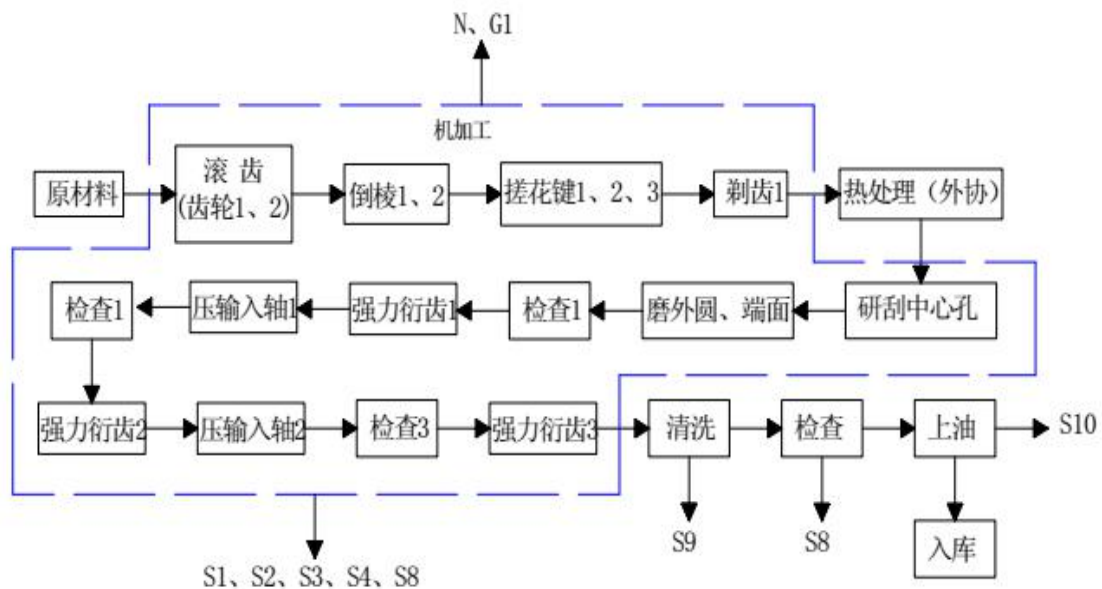 N、G1
机加工
原材料
滚 齿
(齿轮1、2)
倒棱1、2
搓花键1、2、3
剃齿1
热处理（外协）
检查1
压输入轴1
强力衍齿1
检查1
磨外圆、端面
研刮中心孔
强力衍齿2
压输入轴2
检查3
强力衍齿3
清洗
检查
上油
S10
S9
S8
入库
S1、S2、S3、S4、S8